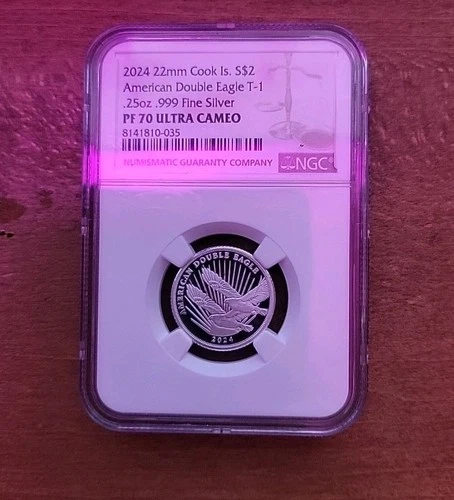 2024 22mm Cook Is. S$2
American Double Eagle T-1
.25oz .999 Fine Silver
PF 70 ULTRA CAMEO
8141810-035
NUMISMATIC GUARANTY COMPANY
NGC
AMERICAN DOUBLE EAGLE
2024